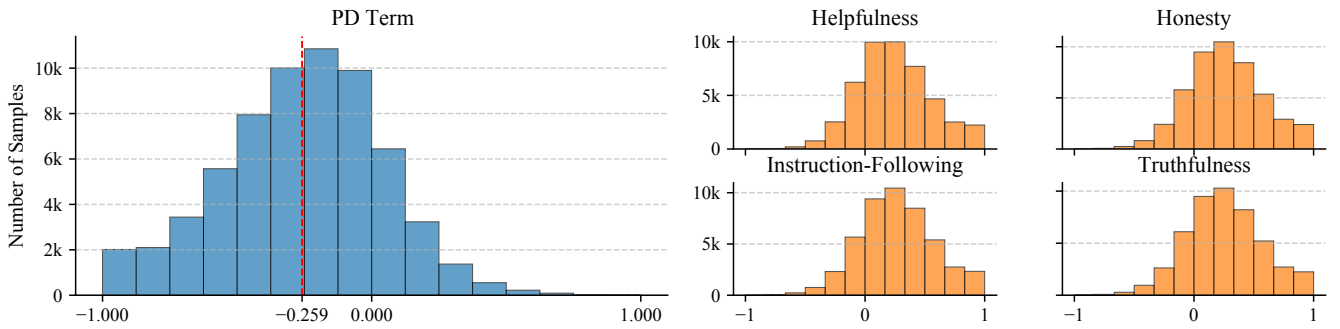 PD Term
Number of Samples
10k
8k
6k
4k
2k
0
−1.000
−0.259
0.000
1.000
Helpfulness
10k
5k
0
Honesty
Instruction-Following
10k
5k
0
−1
0
1
Truthfulness
−1
0
1